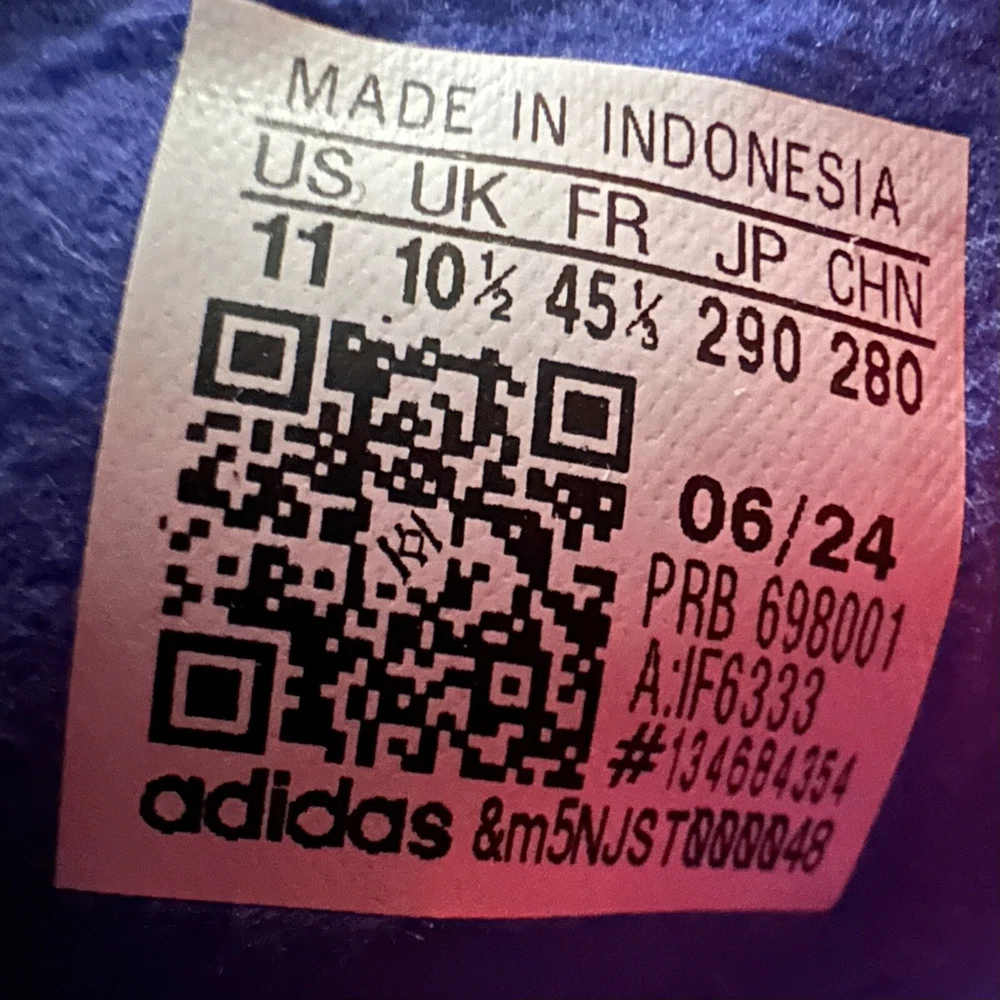 MADE IN INDONESIA
US UK FR JP CHN
11 10½ 45⅓ 290 280
06/24
PRB 698001
A:IF6333
#134684354
adidas &m5NJST000048